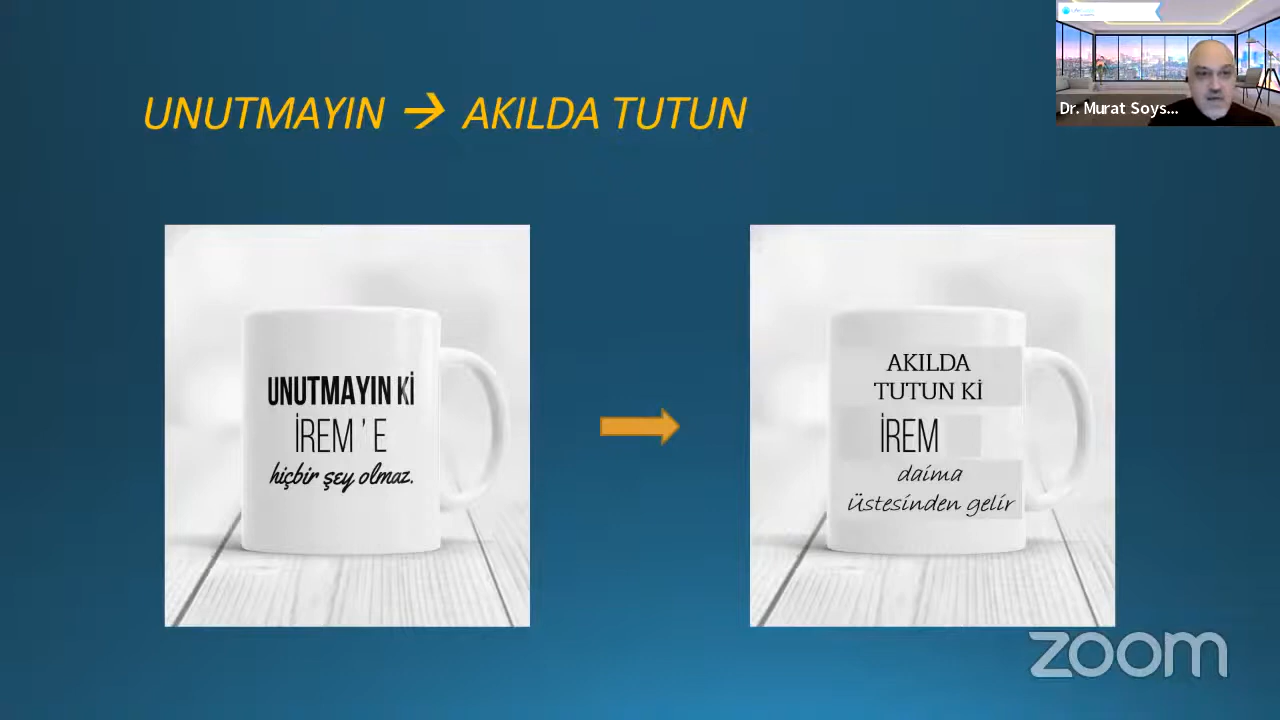 UNUTMAYIN → AKILDA TUTUN
Dr. Murat Soys...
UNUTMAYIN Kİ
İREM'E
hiçbir şey olmaz.
AKILDA
TUTUN Kİ
İREM
daima
üstesinden gelir
zoom